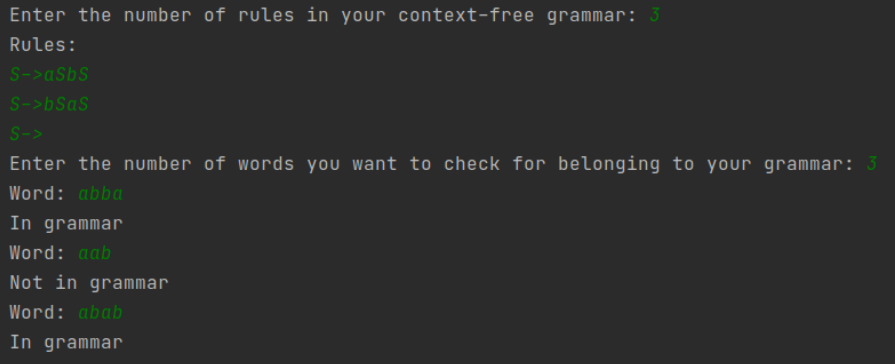 Enter the number of rules in your context-free grammar: 3
Rules:
S->aSbS
S->bSaS
S->
Enter the number of words you want to check for belonging to your grammar: 3
Word: abba
In grammar
Word: aab
Not in grammar
Word: abab
In grammar